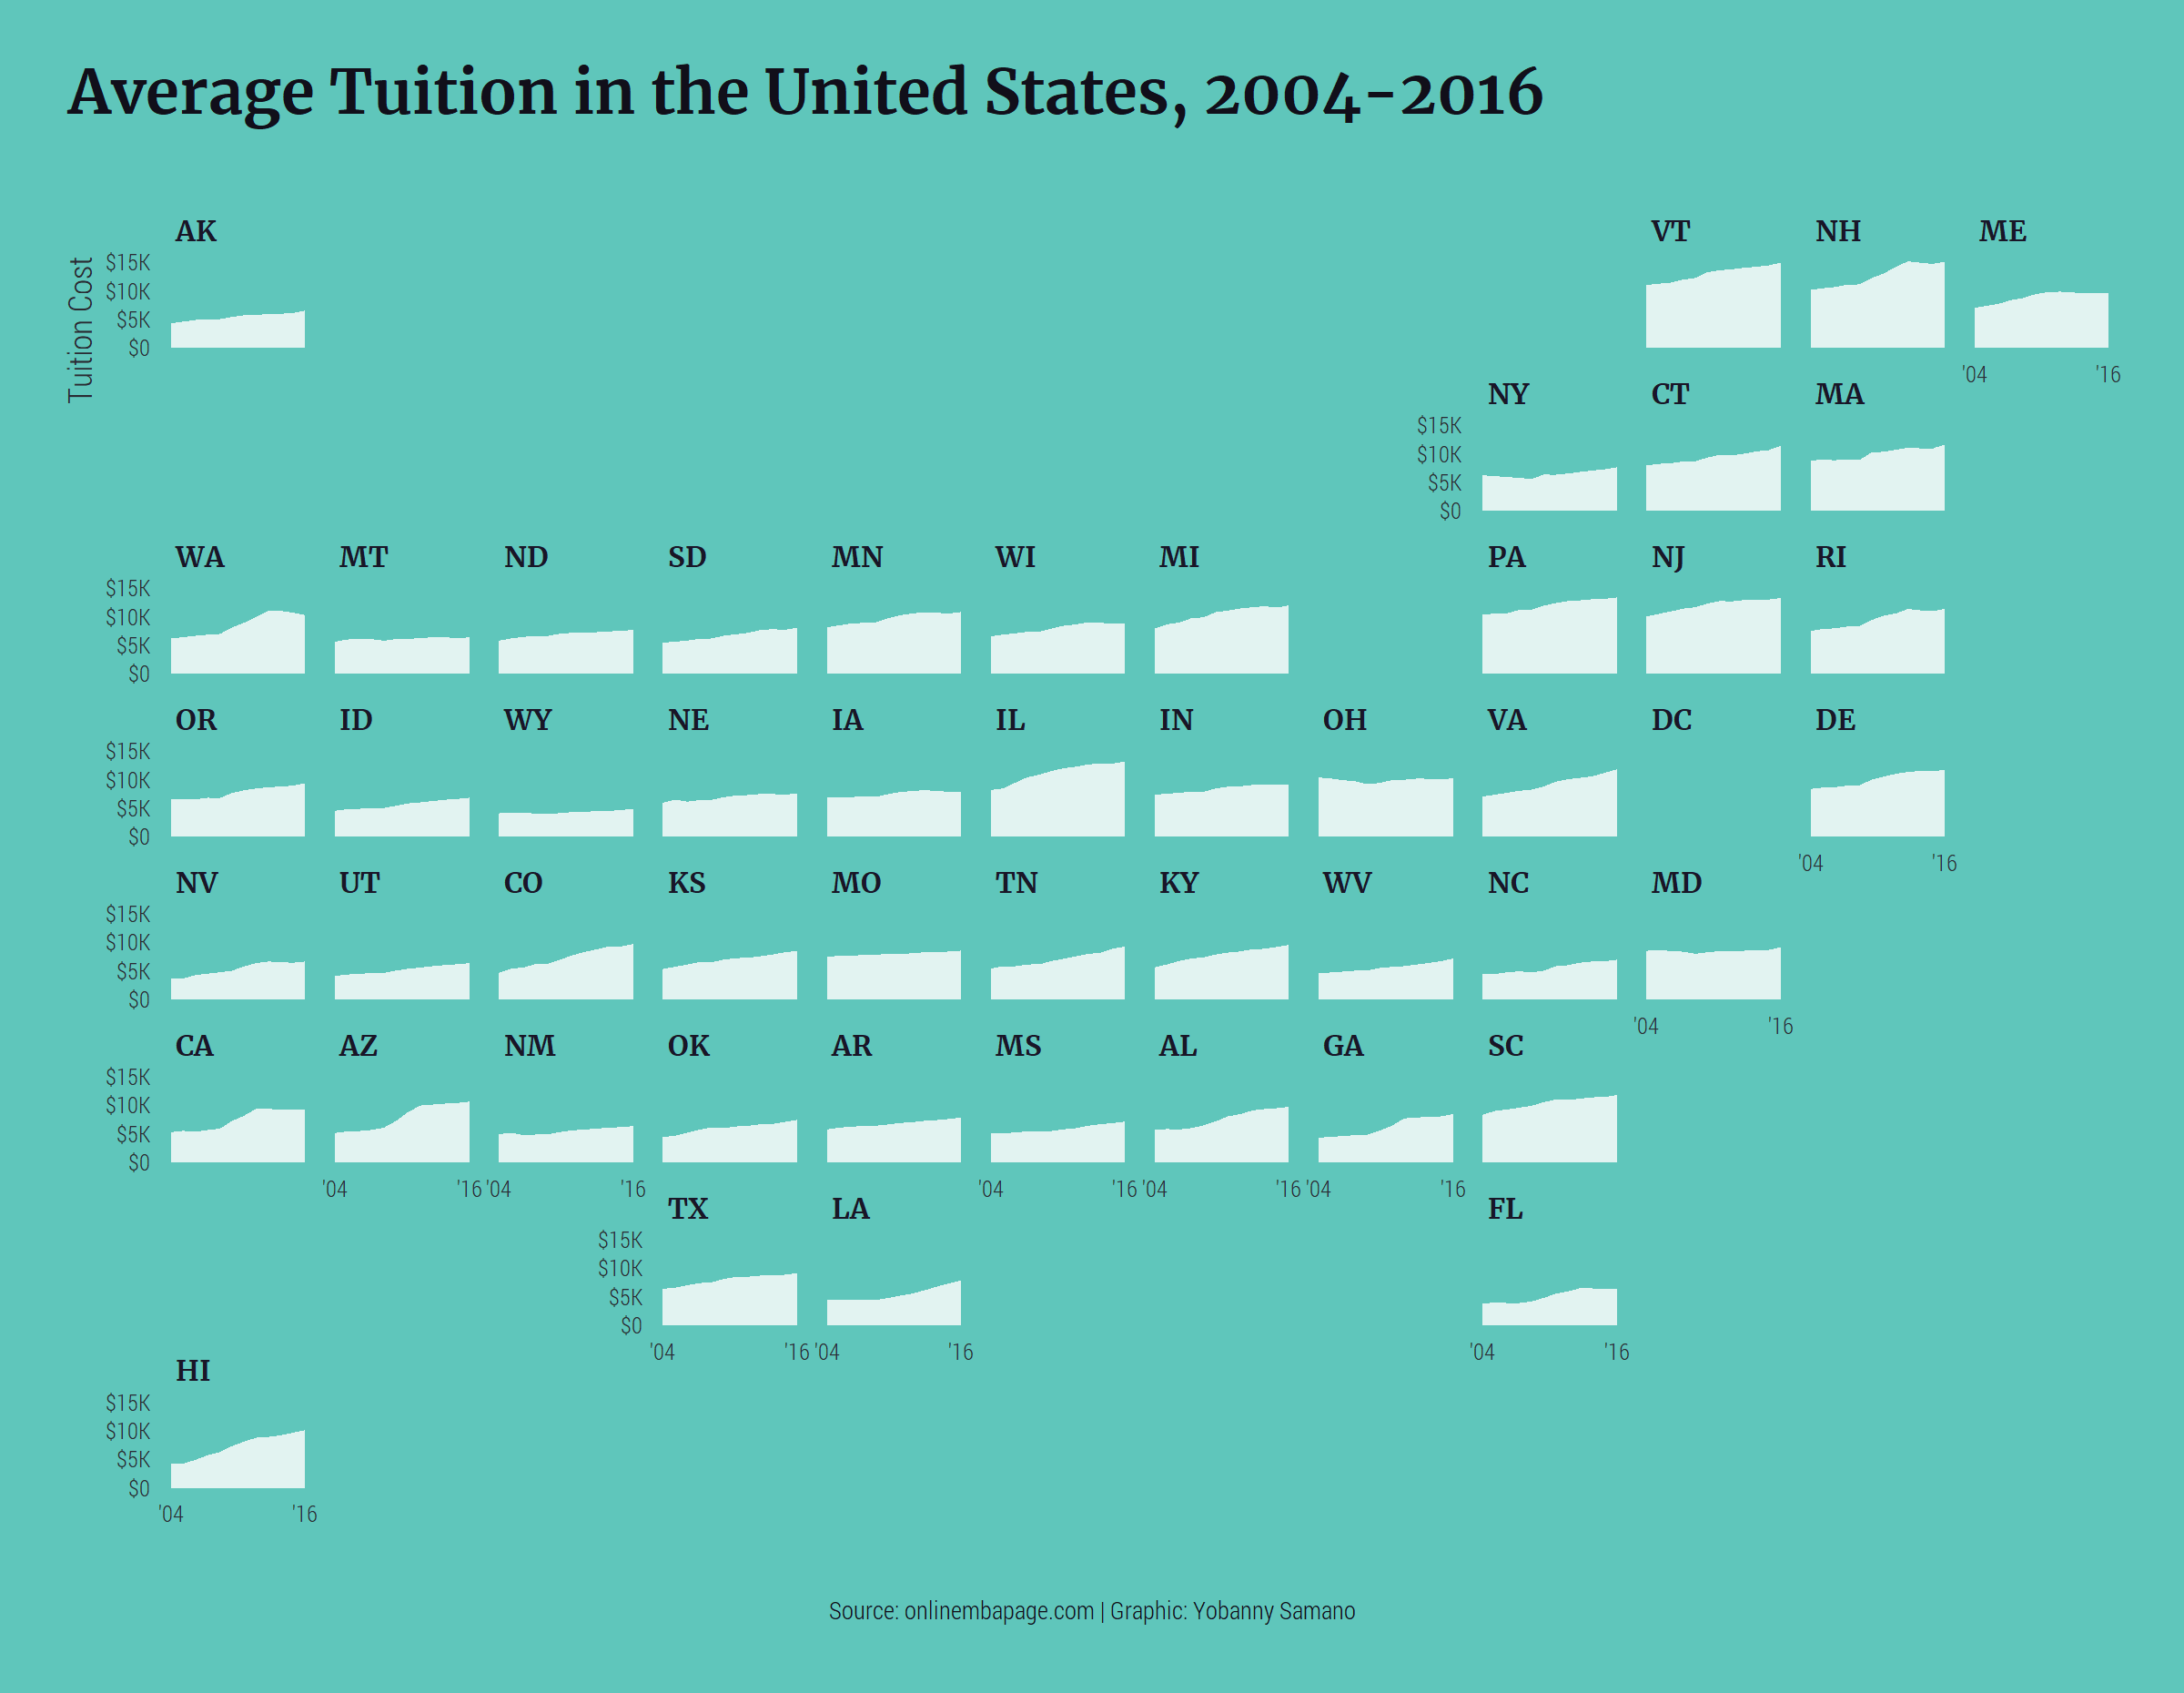 Average Tuition in the United States, 2004-2016
Tuition Cost
AK
VT NH ME
$15K
$10K
$5K
$0
'04 '16
NY CT MA
$15K
$10K
$5K
$0
WA MT ND SD MN WI MI PA NJ RI
$15K
$10K
$5K
$0
OR ID WY NE IA IL IN OH VA DC DE
$15K
$10K
$5K
$0
'04 '16
NV UT CO KS MO TN KY WV NC MD
$15K
$10K
$5K
$0
'04 '16
CA AZ NM OK AR MS AL GA SC
$15K
$10K
$5K
$0
'04 '16 '04 '16 '04 '16 '04 '16 '04 '16
TX LA FL
$15K
$10K
$5K
$0
'04 '16 '04 '16 '04 '16
HI
$15K
$10K
$5K
$0
'04 '16
Source: onlinembapage.com | Graphic: Yobanny Samano